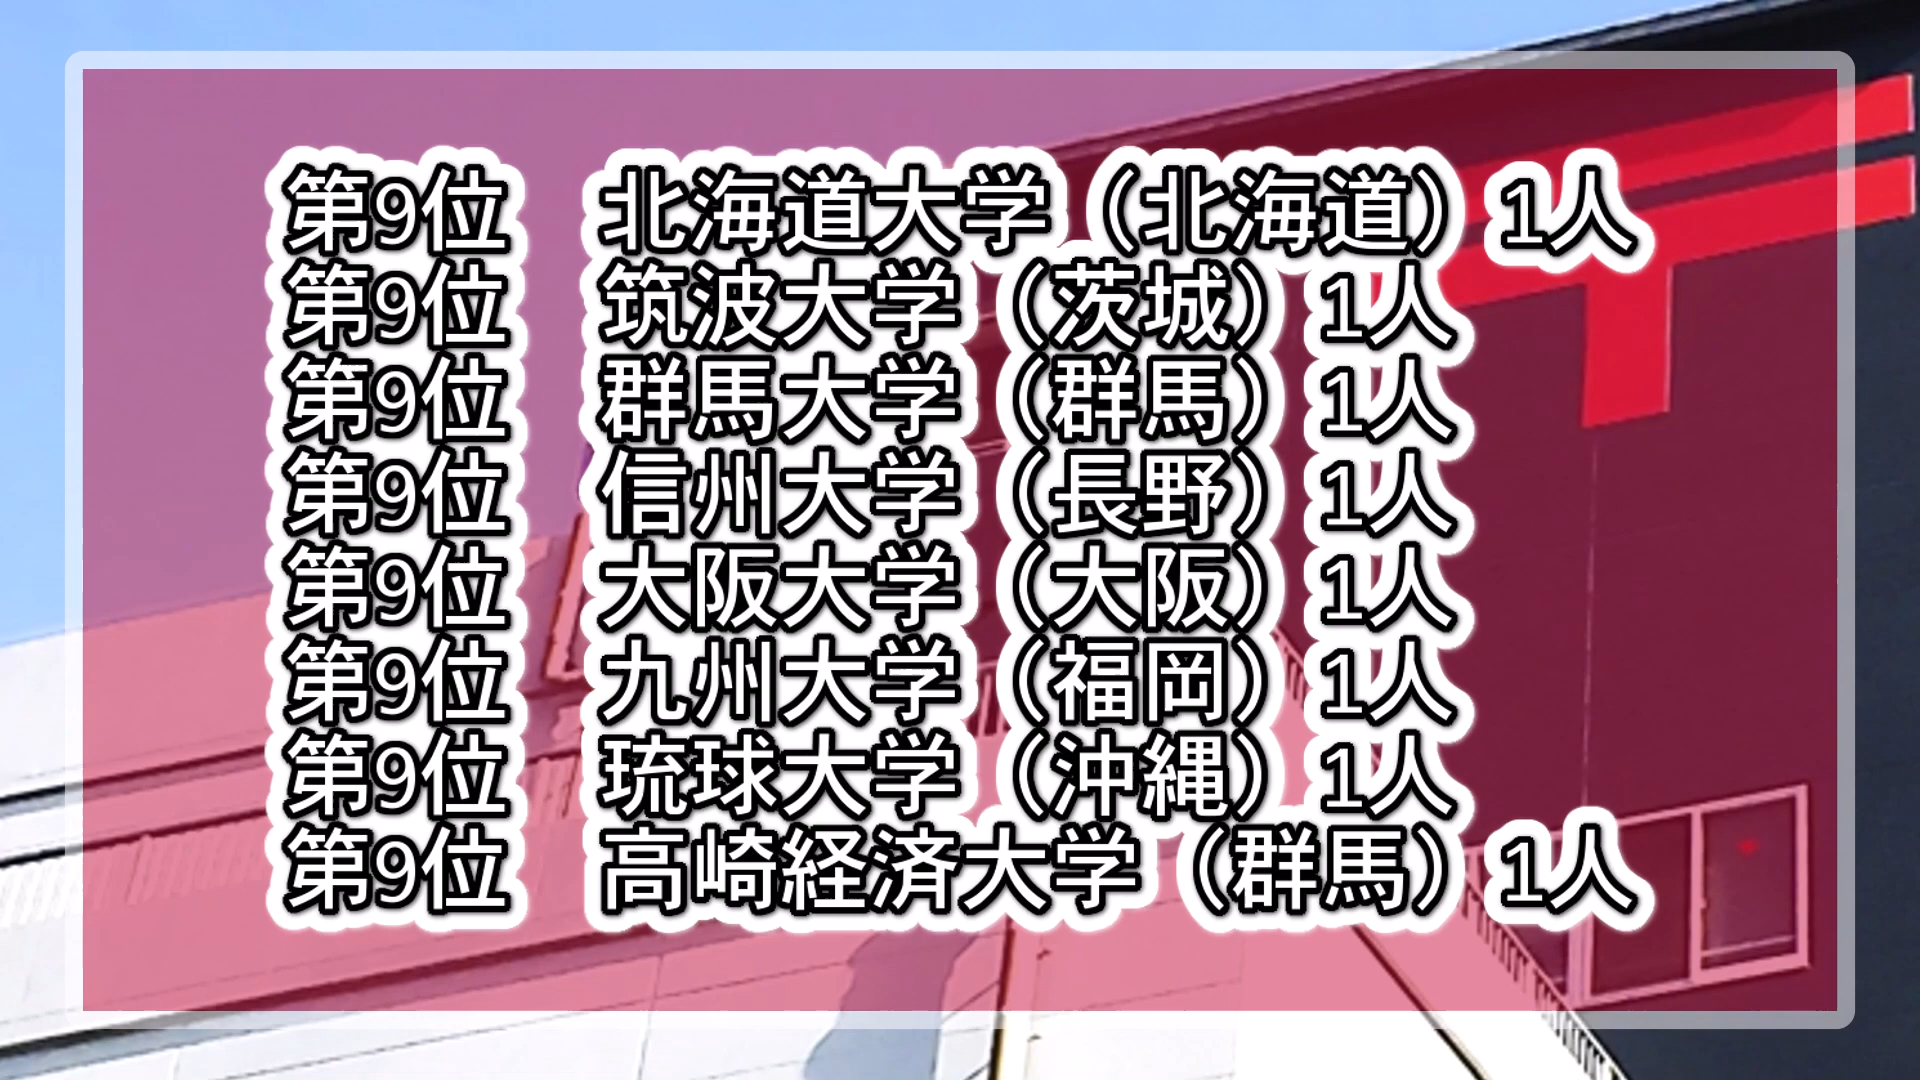 第9位 北海道大学（北海道）1人
第9位 筑波大学（茨城）1人
第9位 群馬大学（群馬）1人
第9位 信州大学（長野）1人
第9位 大阪大学（大阪）1人
第9位 九州大学（福岡）1人
第9位 琉球大学（沖縄）1人
第9位 高崎経済大学（群馬）1人